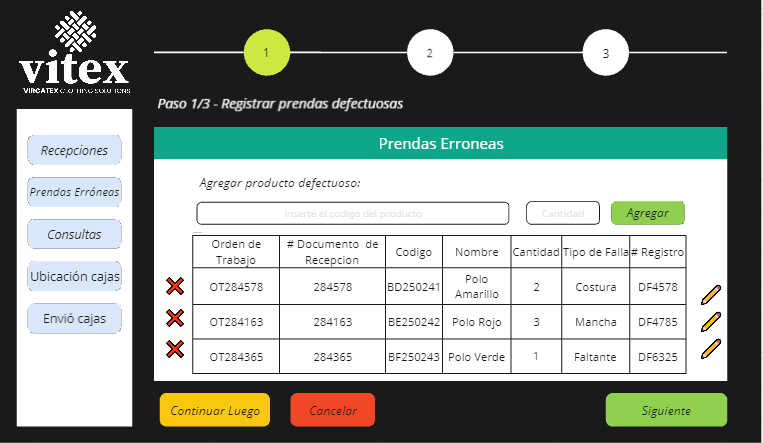 vitex
VIRCATEX CLOTHING SOLUTIONS
1
2
3
Paso 1/3 - Registrar prendas defectuosas
Recepciones
Prendas Erróneas
Consultas
Ubicación cajas
Envió cajas
Prendas Erroneas
Agregar producto defectuoso:
Inserte el codigo del producto
Cantidad
Agregar
Orden de Trabajo # Documento de Recepcion Codigo Nombre Cantidad Tipo de Falla # Registro
OT284578 284578 BD250241 Polo Amarillo 2 Costura DF4578
OT284163 284163 BE250242 Polo Rojo 3 Mancha DF4785
OT284365 284365 BF250243 Polo Verde 1 Faltante DF6325
Continuar Luego
Cancelar
Siguiente